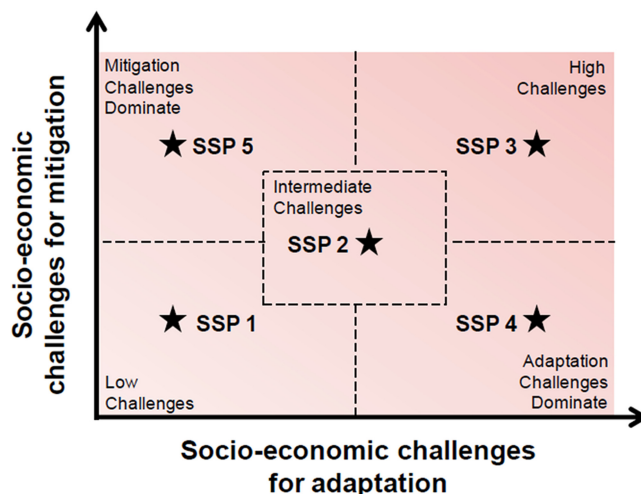 Socio-economic
challenges for mitigation
Mitigation
Challenges
Dominate
High
Challenges
SSP 5
SSP 3
Intermediate
Challenges
SSP 2
SSP 1
SSP 4
Low
Challenges
Adaptation
Challenges
Dominate
Socio-economic challenges
for adaptation